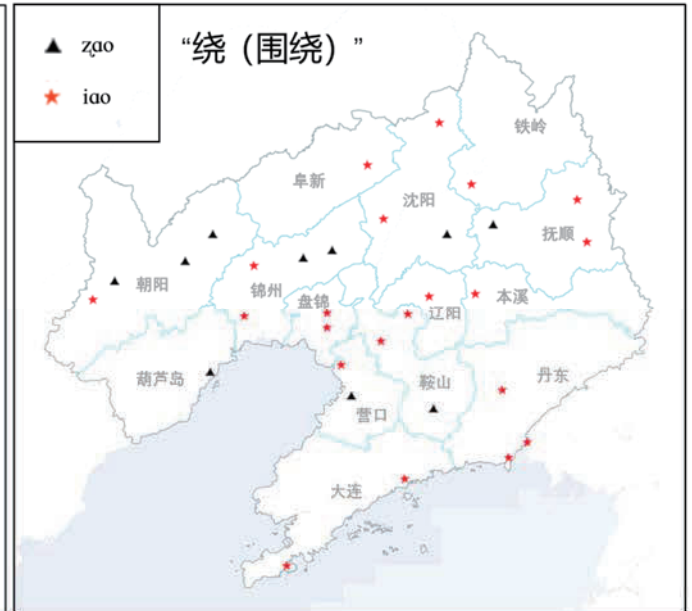 ʐɑo
“绕（围绕）”
iɑo
铁岭
阜新
沈阳
抚顺
朝阳
锦州
盘锦
辽阳
本溪
葫芦岛
鞍山
丹东
营口
大连